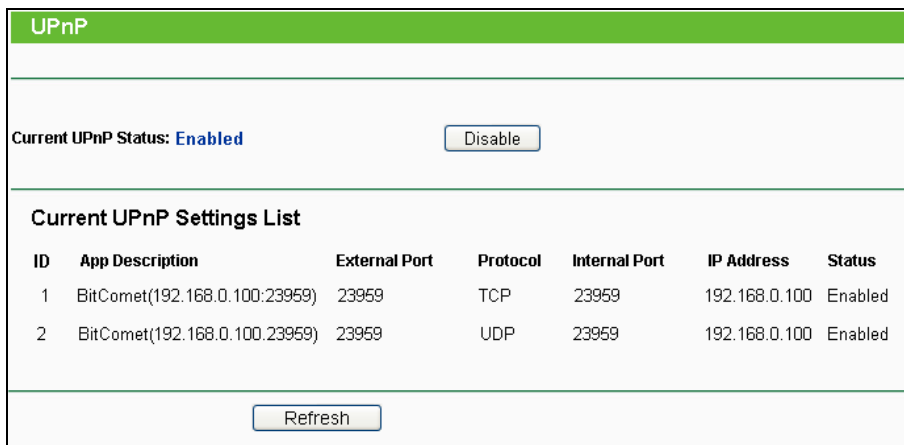 UPnP
Current UPnP Status: Enabled Disable
Current UPnP Settings List
ID App Description External Port Protocol Internal Port IP Address Status
1 BitComet(192.168.0.100:23959) 23959 TCP 23959 192.168.0.100 Enabled
2 BitComet(192.168.0.100.23959) 23959 UDP 23959 192.168.0.100 Enabled
Refresh